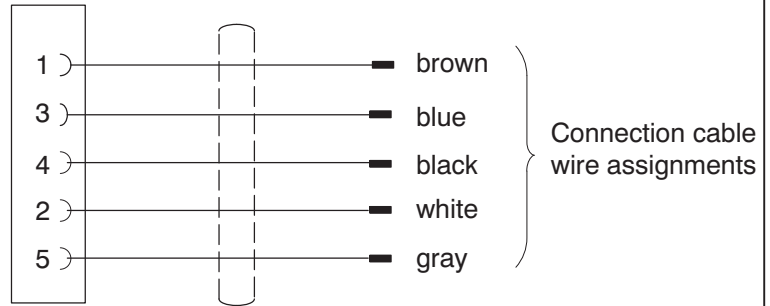 1 brown
3 blue
4 black
2 white
5 gray
Connection cable
wire assignments